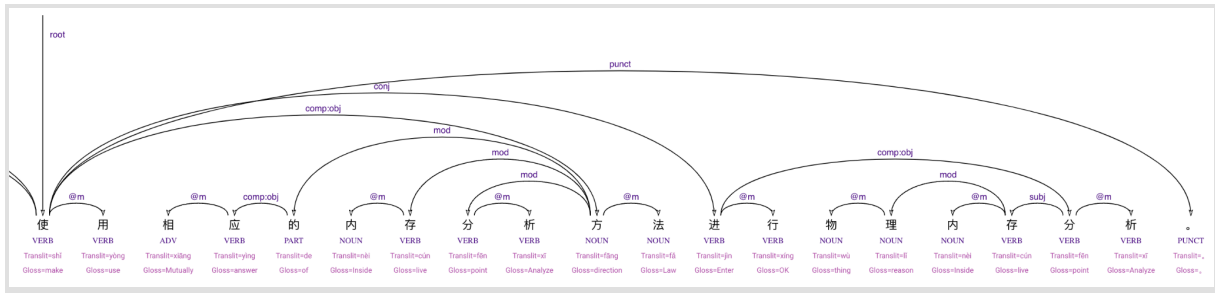 root
punct
conj
comp:obj
mod
mod
comp:obj
mod
mod
@m @m comp:obj @m @m @m @m @m subj @m
使 用 相 应 的 内 存 分 析 方 法 进 行 物 理 内 存 分 析 。
VERB VERB ADV VERB PART NOUN VERB VERB VERB NOUN NOUN VERB VERB NOUN NOUN NOUN VERB VERB VERB PUNCT
Translit=shǐ Translit=yòng Translit=xiāng Translit=yìng Translit=de Translit=nèi Translit=cún Translit=fēn Translit=xī Translit=fāng Translit=fǎ Translit=jìn Translit=xíng Translit=wù Translit=lǐ Translit=nèi Translit=cún Translit=fēn Translit=xī Translit=。
Gloss=make Gloss=use Gloss=Mutually Gloss=answer Gloss=of Gloss=Inside Gloss=live Gloss=point Gloss=Analyze Gloss=direction Gloss=Law Gloss=Enter Gloss=OK Gloss=thing Gloss=reason Gloss=Inside Gloss=live Gloss=point Gloss=Analyze Gloss=。